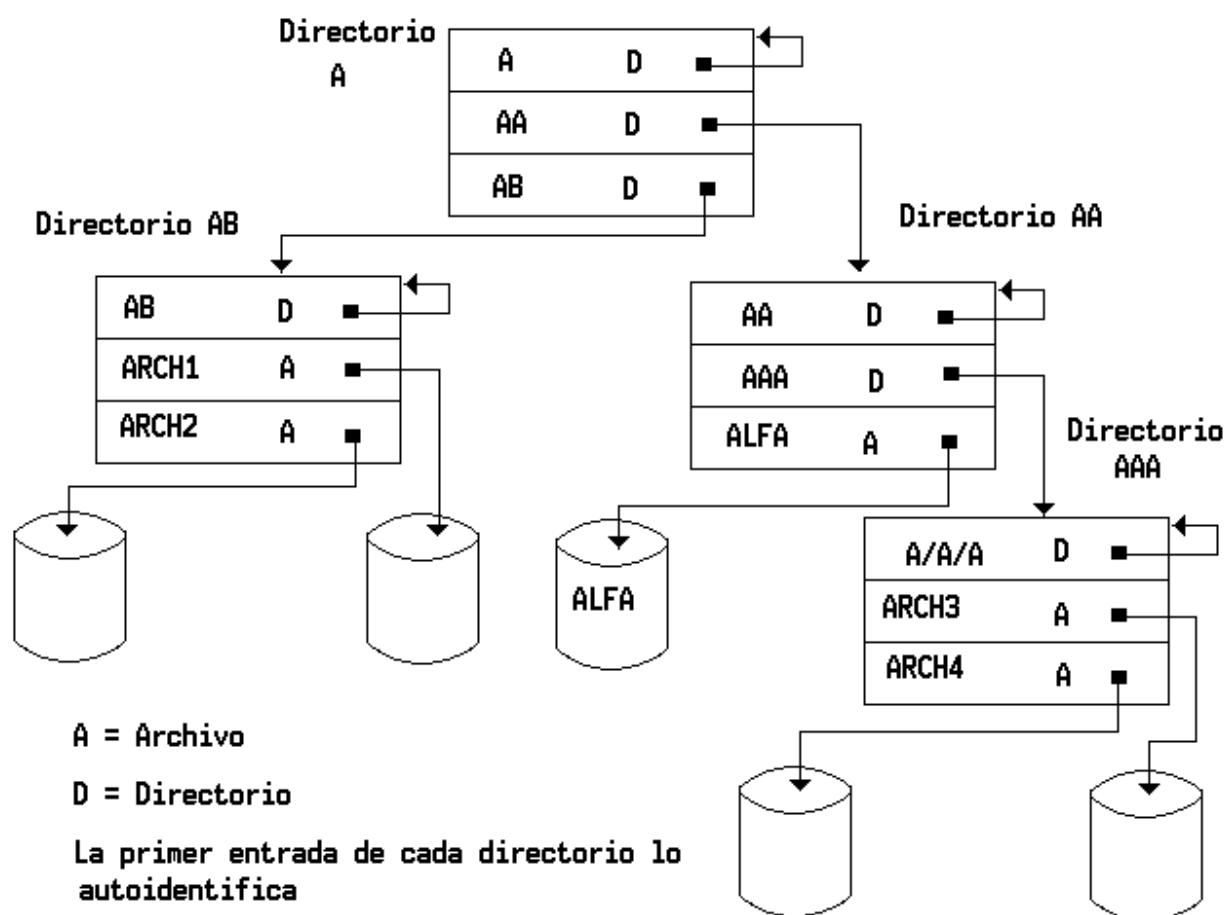 Directorio
A
A D
AA D
AB D
Directorio AB
Directorio AA
AB D
ARCH1 A
ARCH2 A
AA D
AAA D
ALFA A
Directorio
AAA
A/A/A D
ARCH3 A
ARCH4 A
ALFA
A = Archivo
D = Directorio
La primer entrada de cada directorio lo
autoidentifica